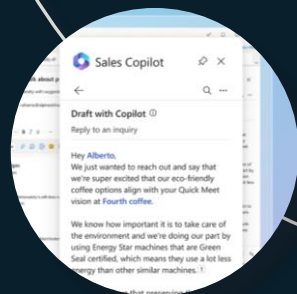 Sales Copilot
Draft with Copilot
Reply to an inquiry
Hey Alberto,
We just wanted to reach out and say that
we're super excited that our eco-friendly
coffee options align with your Quick Meet
vision at Fourth coffee.
We know how important it is to take care of
the environment and we're doing our part by
using Energy Star machines that are Green
Seal certified, which means they use a lot less
energy than other similar machines. 1
that preserving th